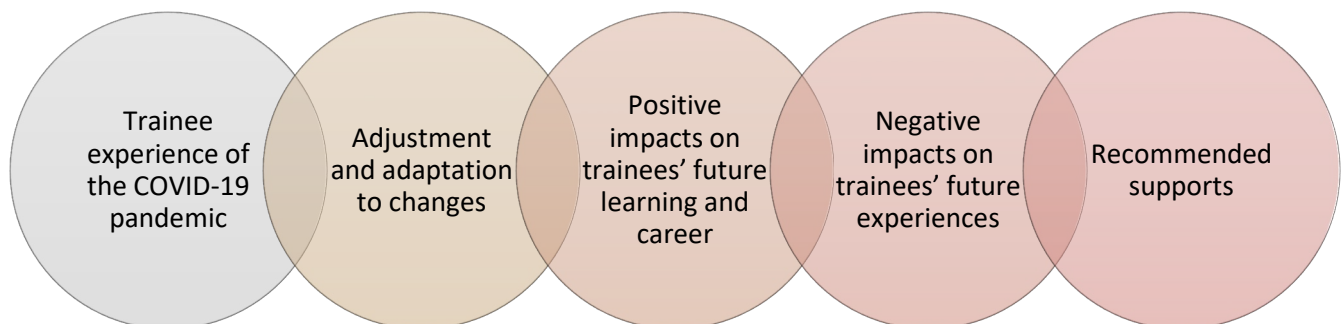 Trainee
experience of
the COVID-19
pandemic
Adjustment
and adaptation
to changes
Positive
impacts on
trainees’ future
learning and
career
Negative
impacts on
trainees’ future
experiences
Recommended
supports